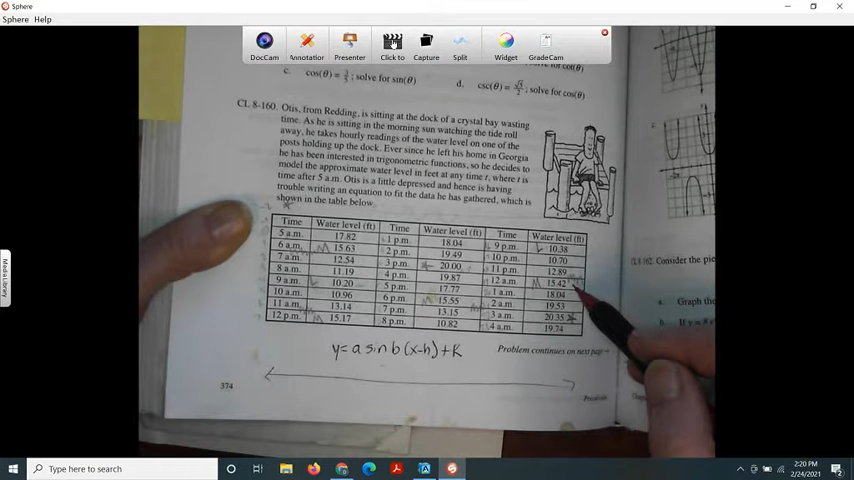 Sphere
Sphere Help
DocCam
Annotation
Presenter
Click to
Capture
Split
Widget
GradeCam
c. cos(θ) = 3/5; solve for sin(θ)
d. ; solve for cos(θ)
CL 8-160. Otis, from Redding, is sitting at the dock of a crystal bay wasting
time. As he is sitting in the morning sun watching the tide roll
away, he takes hourly readings of the water level on one of the
posts holding up the dock. Ever since he left his home in Georgia
he has been interested in trigonometric functions, so he decides to
model the approximate water level in feet at any time t, where t is
time after 5 a.m. Otis is a little depressed and hence is having
trouble writing an equation to fit the data he has gathered, which is
shown in the table below.
Time Water level (ft) Time Water level (ft) Time Water level (ft)
5 a.m. 17.82 1 p.m. 18.04 9 p.m. L 10.38
6 a.m. M 15.63 2 p.m. 19.49 10 p.m. 10.70
7 a.m. 12.54 3 p.m. * 20.00 11 p.m. 12.89
8 a.m. 11.19 4 p.m. 19.87 12 a.m. M 15.42
9 a.m. L 10.20 5 p.m. 17.77 1 a.m. 18.04
10 a.m. 10.96 6 p.m. M 15.55 2 a.m. 19.53
11 a.m. 13.14 7 p.m. 13.15 3 a.m. 20.35 *
12 p.m. M 15.17 8 p.m. 10.82 4 a.m. 19.74
y = a sin b (x-h) + K
Problem continues on next page
374
CL 8-162. Consider the pie
a. Graph the
b. If
Media Library
Type here to search
2:20 PM
2/24/2021